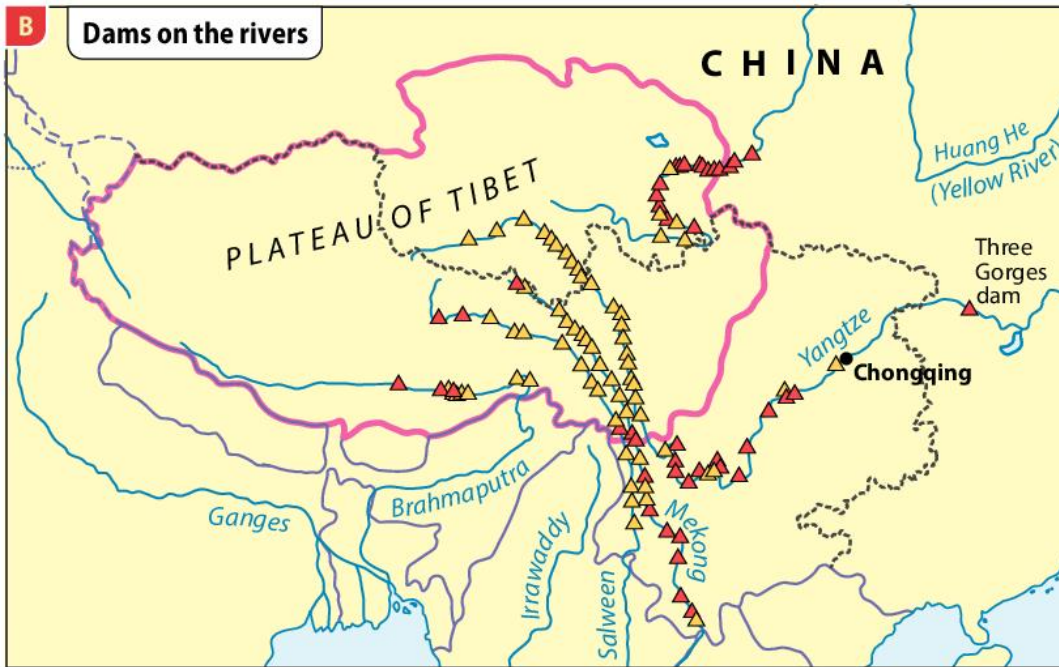 B
Dams on the rivers
CHINA
Huang He
(Yellow River)
PLATEAU OF TIBET
Three
Gorges
dam
Yangtze
Chongqing
Brahmaputra
Ganges
Mekong
Irrawaddy
Salween